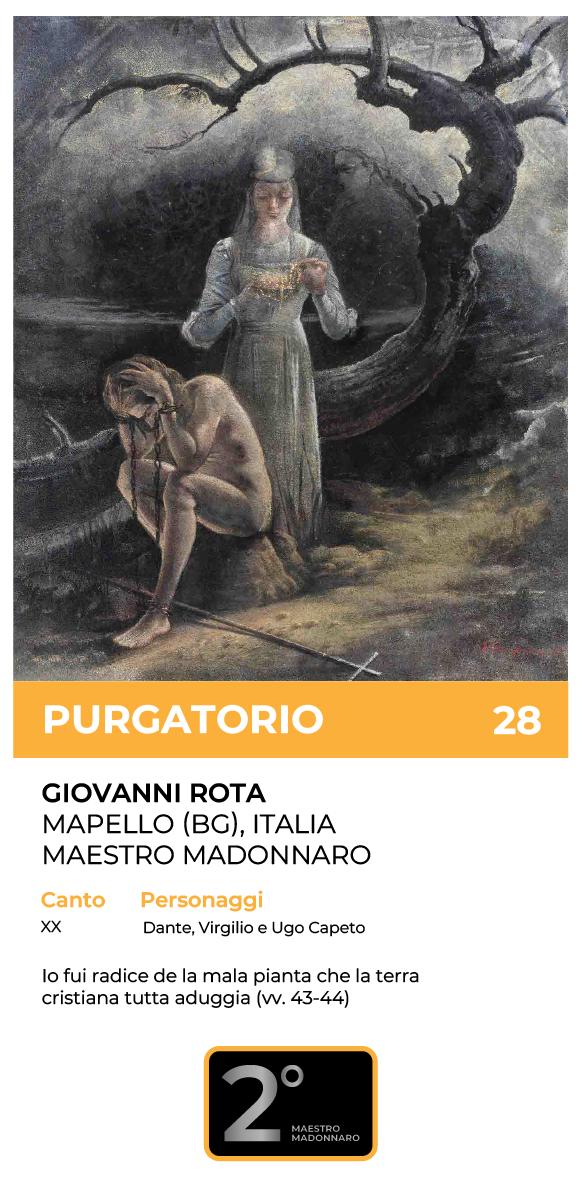 PURGATORIO 28
GIOVANNI ROTA
MAPELLO (BG), ITALIA
MAESTRO MADONNARO
Canto Personaggi
XX Dante, Virgilio e Ugo Capeto
Io fui radice de la mala pianta che la terra
cristiana tutta aduggia (vv. 43-44)
2°
MAESTRO
MADONNARO